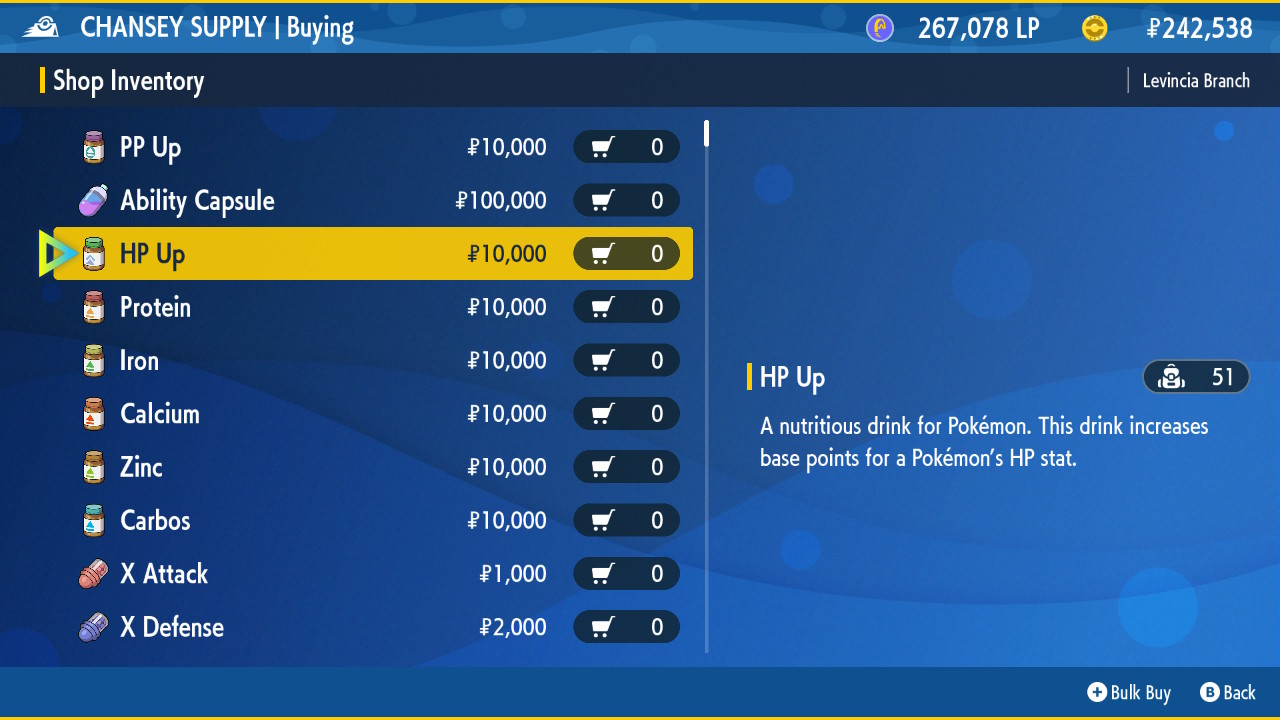 CHANSEY SUPPLY | Buying
267,078 LP
₽242,538
Shop Inventory
Levincia Branch
PP Up ₽10,000 0
Ability Capsule ₽100,000 0
HP Up ₽10,000 0
Protein ₽10,000 0
Iron ₽10,000 0
Calcium ₽10,000 0
Zinc ₽10,000 0
Carbos ₽10,000 0
X Attack ₽1,000 0
X Defense ₽2,000 0
HP Up 51
A nutritious drink for Pokémon. This drink increases
base points for a Pokémon’s HP stat.
+ Bulk Buy
B Back